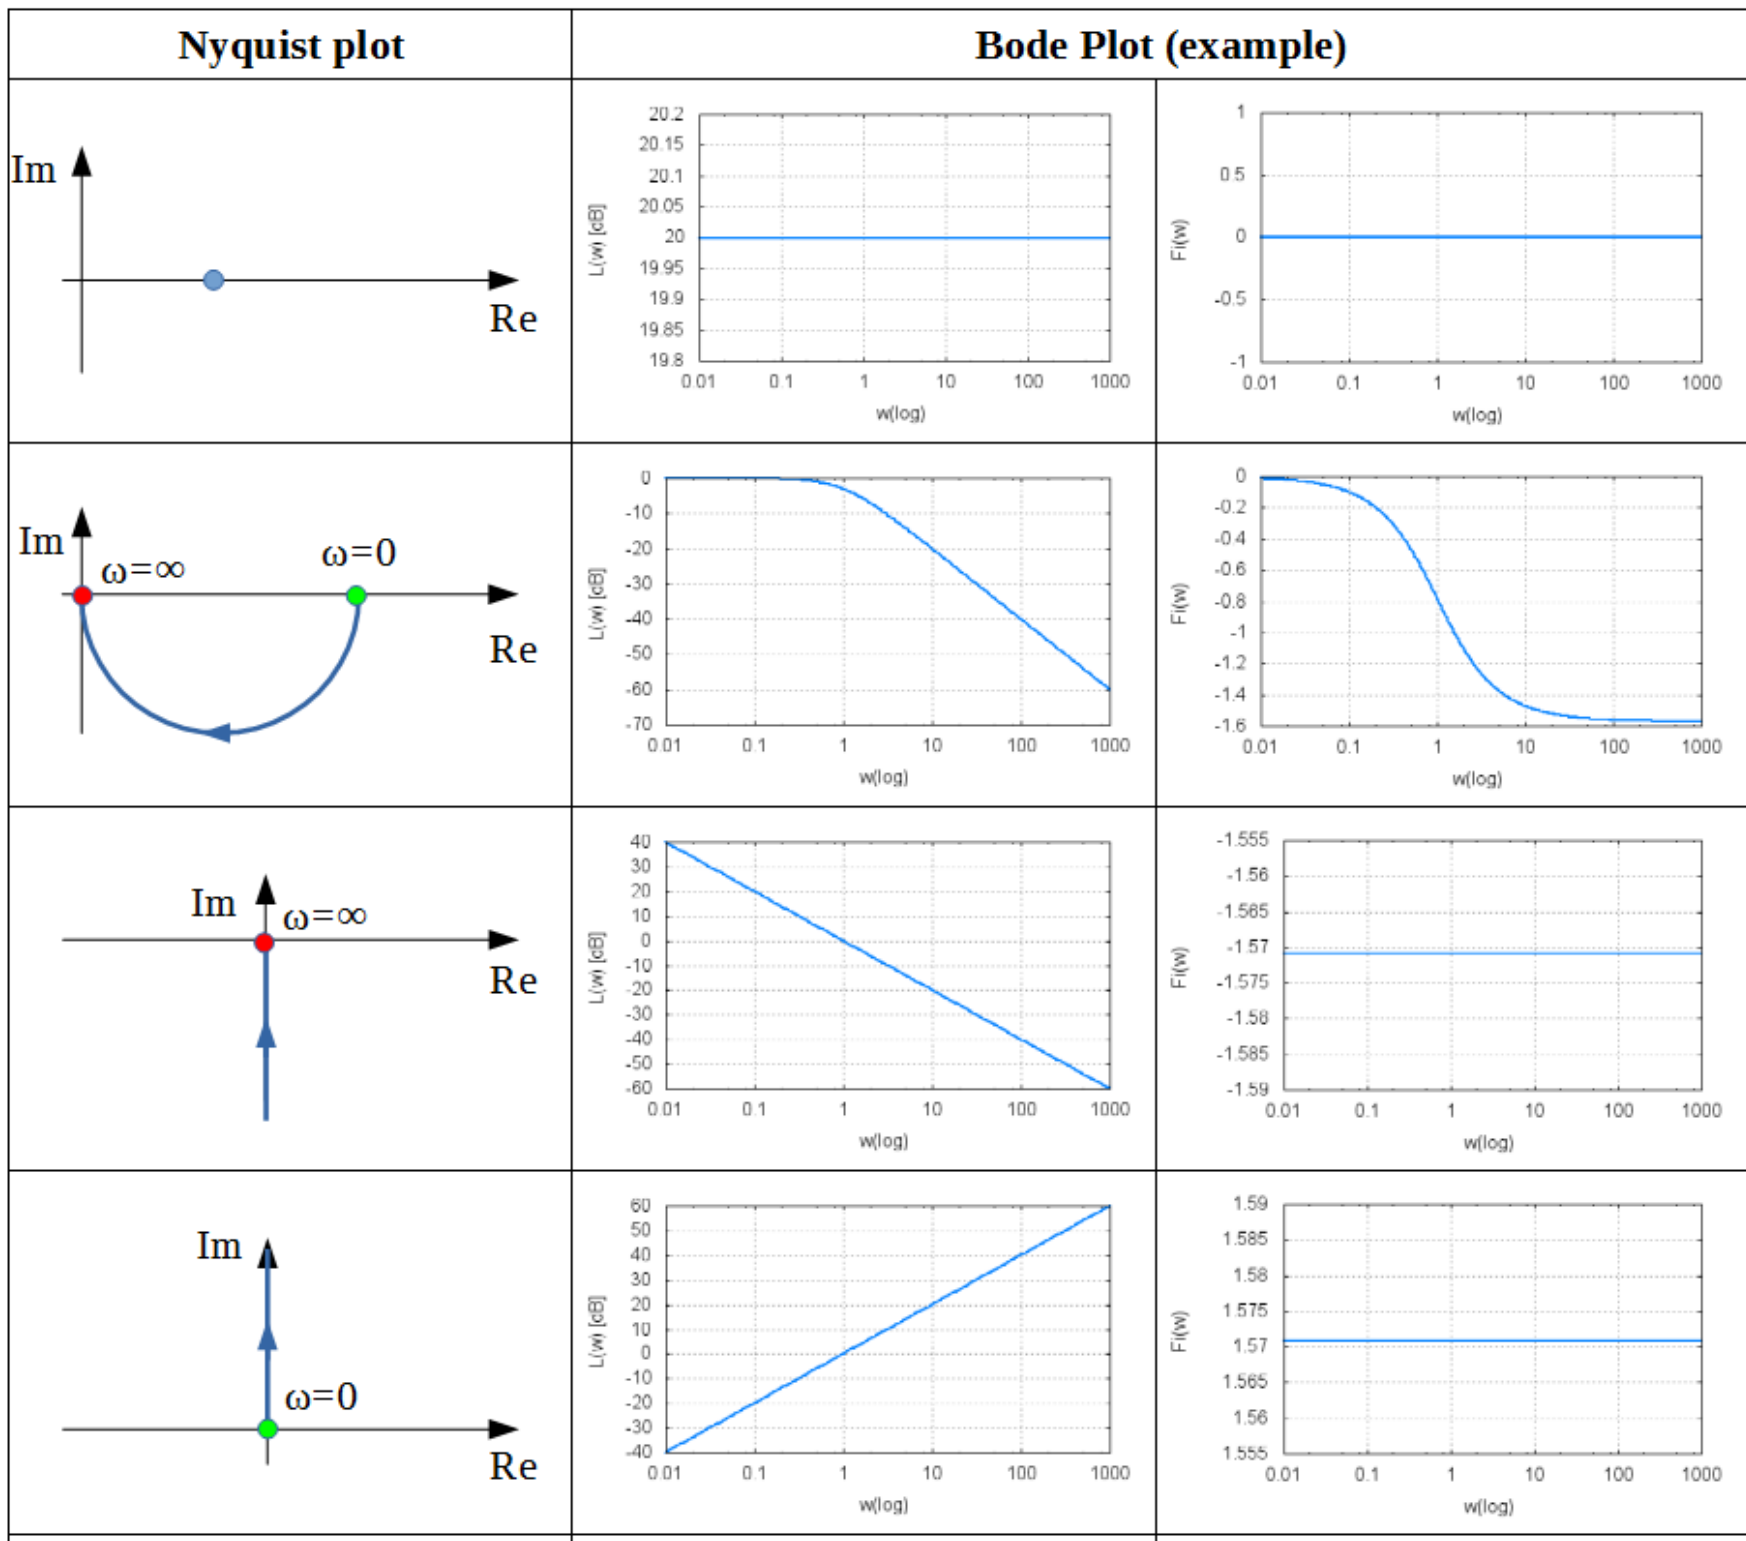 Nyquist plot
Bode Plot (example)
Im
Re
20.2
20.15
20.1
20.05
20
19.95
19.9
19.85
19.8
L(w) [dB]
0.01 0.1 1 10 100 1000
w(log)
1
0.5
0
-0.5
-1
Fi(w)
0.01 0.1 1 10 100 1000
w(log)
Im
ω=∞
ω=0
Re
0
-10
-20
-30
-40
-50
-60
-70
L(w) [dB]
0.01 0.1 1 10 100 1000
w(log)
0
-0.2
-0.4
-0.6
-0.8
-1
-1.2
-1.4
-1.6
Fi(w)
0.01 0.1 1 10 100 1000
w(log)
Im
ω=∞
Re
40
30
20
10
0
-10
-20
-30
-40
-50
-60
L(w) [dB]
0.01 0.1 1 10 100 1000
w(log)
-1.555
-1.56
-1.565
-1.57
-1.575
-1.58
-1.585
-1.59
Fi(w)
0.01 0.1 1 10 100 1000
w(log)
Im
ω=0
Re
60
50
40
30
20
10
0
-10
-20
-30
-40
L(w) [dB]
0.01 0.1 1 10 100 1000
w(log)
1.59
1.585
1.58
1.575
1.57
1.565
1.56
1.555
Fi(w)
0.01 0.1 1 10 100 1000
w(log)